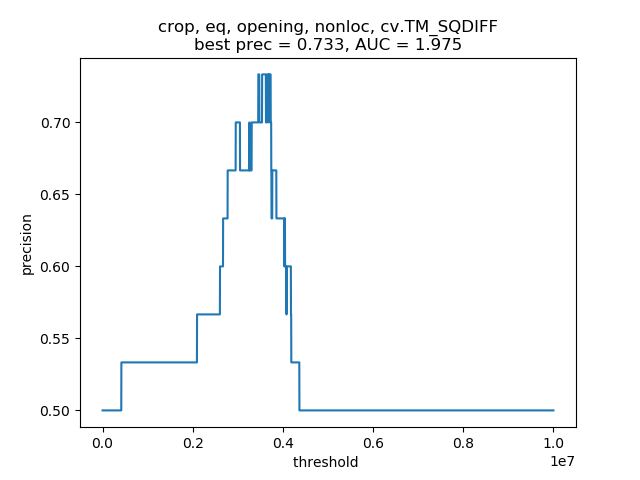 crop, eq, opening, nonloc, cv.TM_SQDIFF
best prec = 0.733, AUC = 1.975
precision
0.70
0.65
0.60
0.55
0.50
0.0 0.2 0.4 0.6 0.8 1.0
threshold
1e7